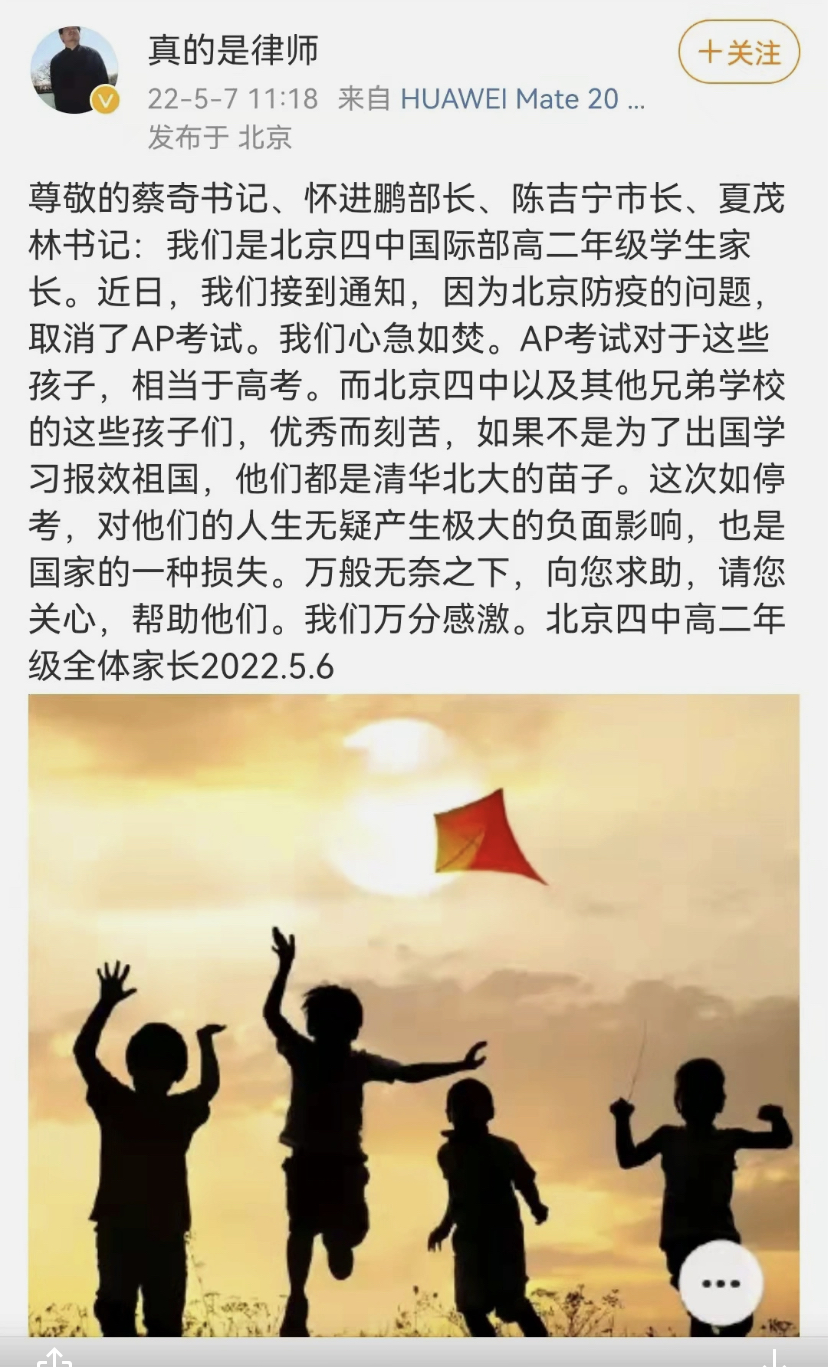 真的是律师
+关注
22-5-7 11:18 来自 HUAWEI Mate 20 ...
发布于 北京
尊敬的蔡奇书记、怀进鹏部长、陈吉宁市长、夏茂
林书记：我们是北京四中国际部高二年级学生家
长。近日，我们接到通知，因为北京防疫的问题，
取消了AP考试。我们心急如焚。AP考试对于这些
孩子，相当于高考。而北京四中以及其他兄弟学校
的这些孩子们，优秀而刻苦，如果不是为了出国学
习报效祖国，他们都是清华北大的苗子。这次如停
考，对他们的人生无疑产生极大的负面影响，也是
国家的一种损失。万般无奈之下，向您求助，请您
关心，帮助他们。我们万分感激。北京四中高二年
级全体家长2022.5.6